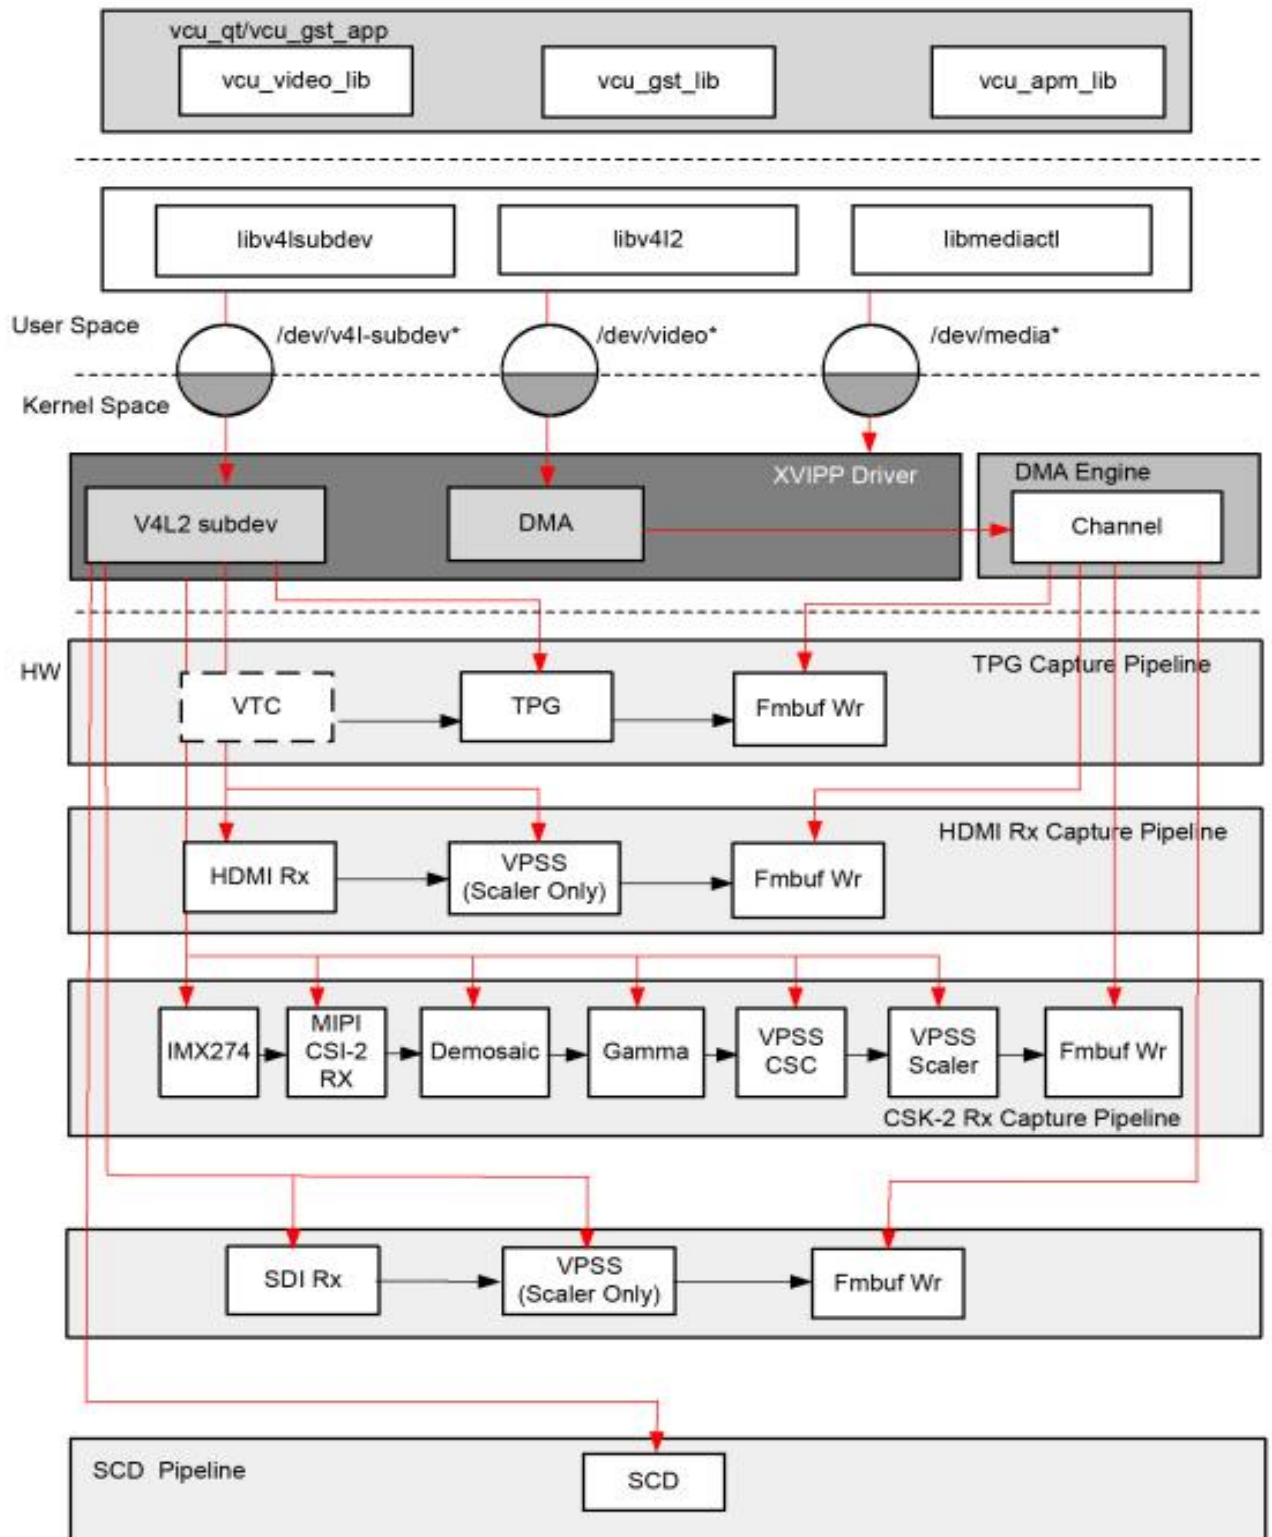 vcu_qt/vcu_gst_app
vcu_video_lib
vcu_gst_lib
vcu_apm_lib
libv4lsubdev
libv4l2
libmediactl
User Space
/dev/v4l-subdev*
/dev/video*
/dev/media*
Kernel Space
XVIPP Driver
DMA Engine
V4L2 subdev
DMA
Channel
HW
TPG Capture Pipeline
VTC
TPG
Fmbuf Wr
HDMI Rx Capture Pipeline
HDMI Rx
VPSS
(Scaler Only)
Fmbuf Wr
IMX274
MIPI
CSI-2
RX
Demosaic
Gamma
VPSS
CSC
VPSS
Scaler
Fmbuf Wr
CSK-2 Rx Capture Pipeline
SDI Rx
VPSS
(Scaler Only)
Fmbuf Wr
SCD Pipeline
SCD